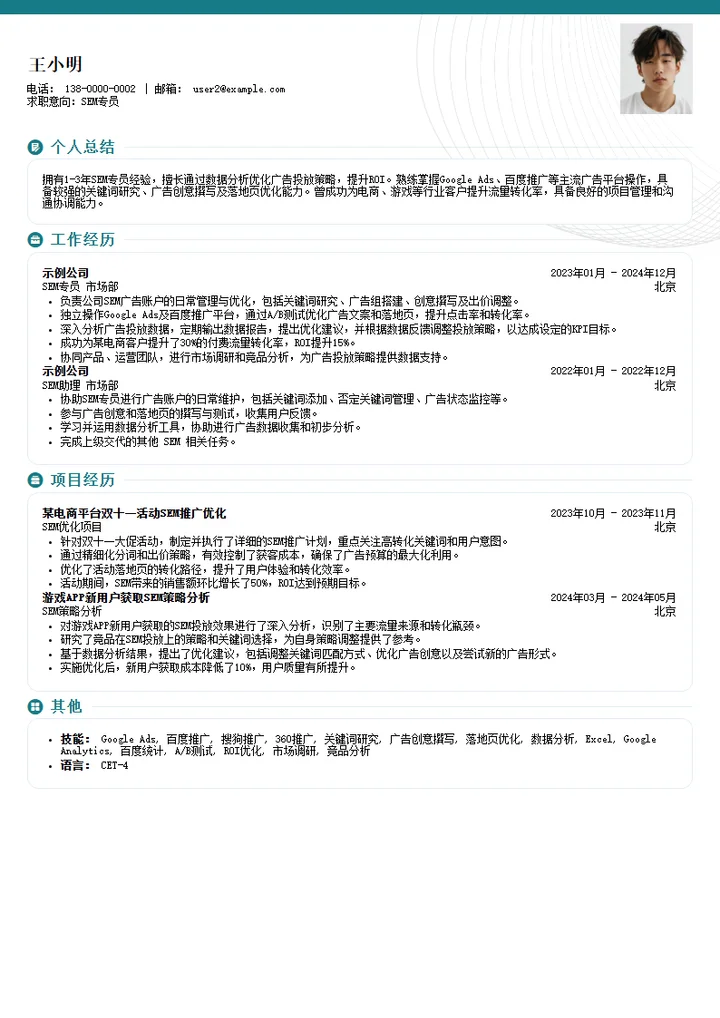 王小明
电话： 138-0000-0002 | 邮箱： user2@example.com
求职意向：SEM专员
个人总结
拥有1-3年SEM专员经验，擅长通过数据分析优化广告投放策略，提升ROI。熟练掌握Google Ads、百度推广等主流广告平台操作，具
备较强的关键词研究、广告创意撰写及落地页优化能力。曾成功为电商、游戏等行业客户提升流量转化率，具备良好的项目管理和沟
通协调能力。
工作经历
示例公司 2023年01月 - 2024年12月
SEM专员 市场部 北京
• 负责公司SEM广告账户的日常管理与优化，包括关键词研究、广告组搭建、创意撰写及出价调整。
• 独立操作Google Ads及百度推广平台，通过A/B测试优化广告文案和落地页，提升点击率和转化率。
• 深入分析广告投放数据，定期输出数据报告，提出优化建议，并根据数据反馈调整投放策略，以达成设定的KPI目标。
• 成功为某电商客户提升了30%的付费流量转化率，ROI提升15%。
• 协同产品、运营团队，进行市场调研和竞品分析，为广告投放策略提供数据支持。
示例公司 2022年01月 - 2022年12月
SEM助理 市场部 北京
• 协助SEM专员进行广告账户的日常维护，包括关键词添加、否定关键词管理、广告状态监控等。
• 参与广告创意和落地页的撰写与测试，收集用户反馈。
• 学习并运用数据分析工具，协助进行广告数据收集和初步分析。
• 完成上级交代的其他 SEM 相关任务。
项目经历
某电商平台双十一活动SEM推广优化 2023年10月 - 2023年11月
SEM优化项目 北京
• 针对双十一大促活动，制定并执行了详细的SEM推广计划，重点关注高转化关键词和用户意图。
• 通过精细化分词和出价策略，有效控制了获客成本，确保了广告预算的最大化利用。
• 优化了活动落地页的转化路径，提升了用户体验和转化效率。
• 活动期间，SEM带来的销售额环比增长了50%，ROI达到预期目标。
游戏APP新用户获取SEM策略分析 2024年03月 - 2024年05月
SEM策略分析 北京
• 对游戏APP新用户获取的SEM投放效果进行了深入分析，识别了主要流量来源和转化瓶颈。
• 研究了竞品在SEM投放上的策略和关键词选择，为自身策略调整提供了参考。
• 基于数据分析结果，提出了优化建议，包括调整关键词匹配方式、优化广告创意以及尝试新的广告形式。
• 实施优化后，新用户获取成本降低了10%，用户质量有所提升。
其他
• 技能： Google Ads, 百度推广, 搜狗推广, 360推广, 关键词研究, 广告创意撰写, 落地页优化, 数据分析, Excel, Google
Analytics, 百度统计, A/B测试, ROI优化, 市场调研, 竞品分析
• 语言： CET-4